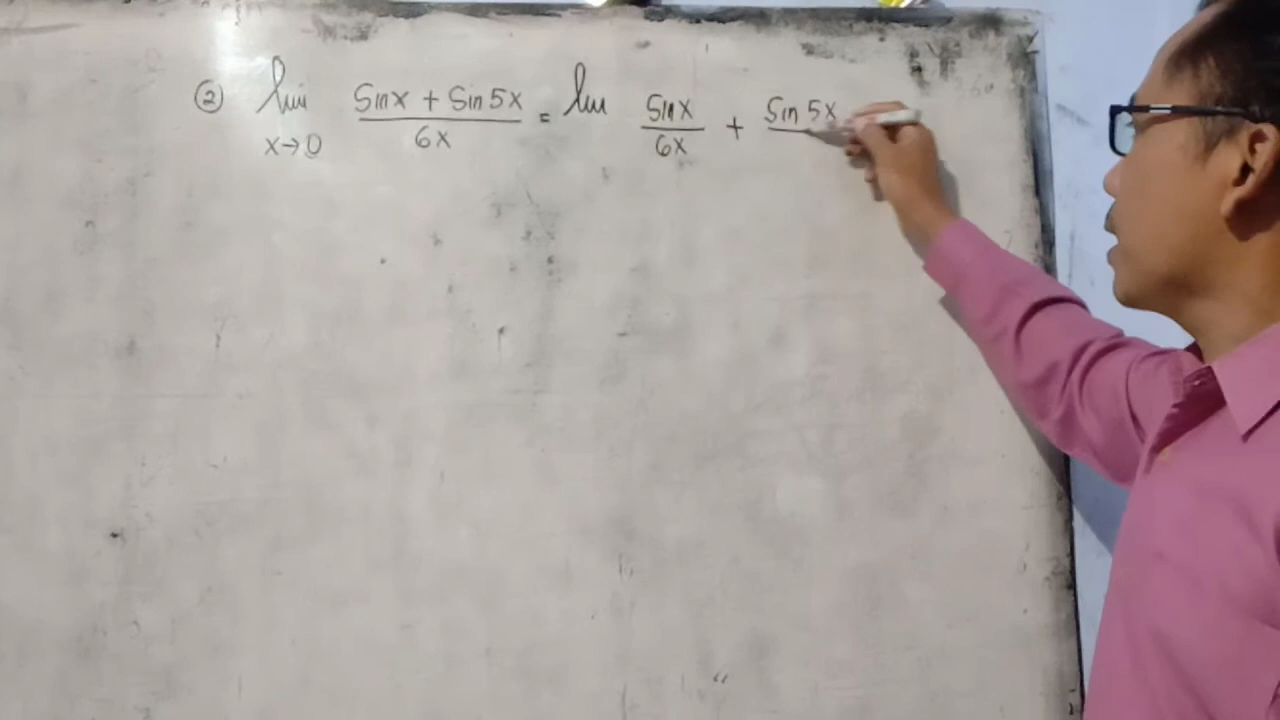 ② lim x→0 (Sin x + Sin 5x)/6x = lim Sin x/6x + Sin 5x